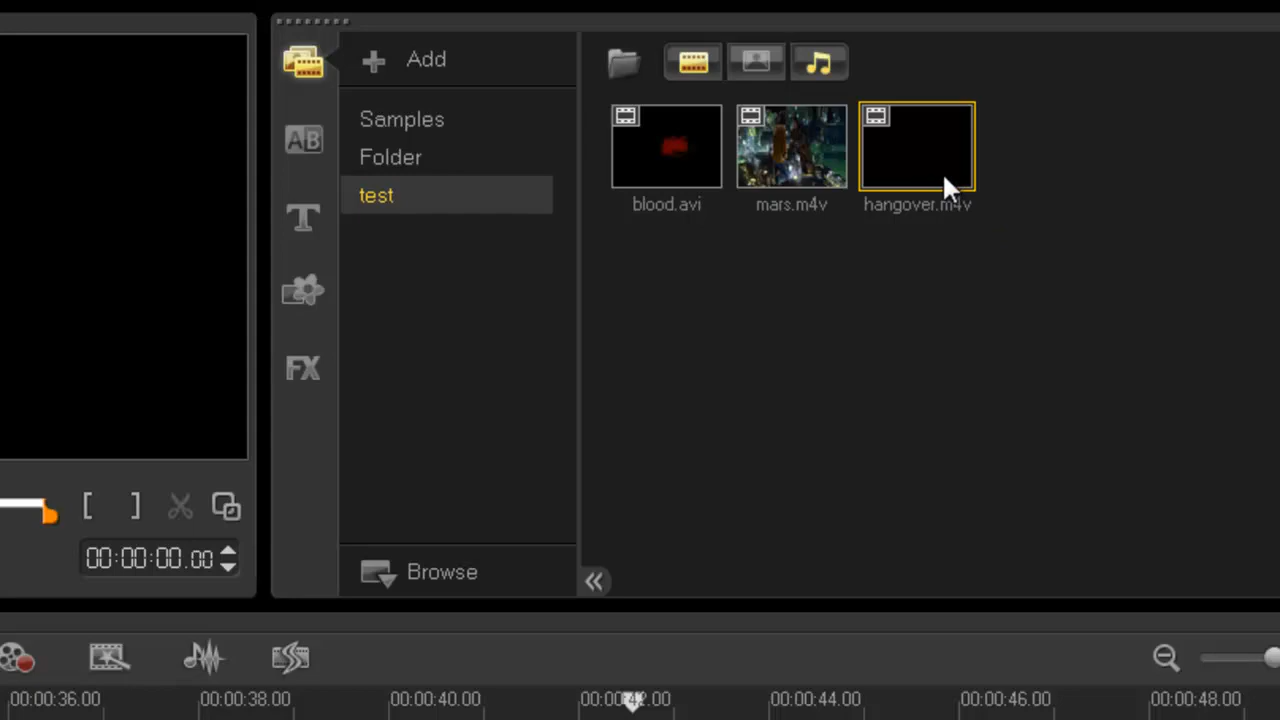 Add
Samples
Folder
test
AB
T
FX
blood.avi
mars.m4v
hangover.m4v
[ ]
00:00:00.00
Browse
00:00:36.00
00:00:38.00
00:00:40.00
00:00:42.00
00:00:44.00
00:00:46.00
00:00:48.00